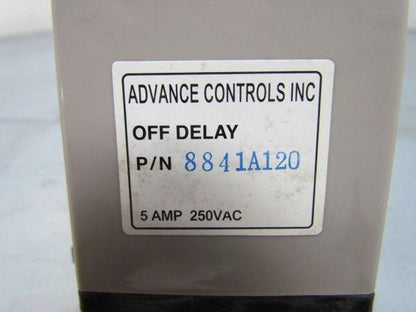 ADVANCE CONTROLS INC
OFF DELAY
P/N 8841A120
5 AMP 250VAC